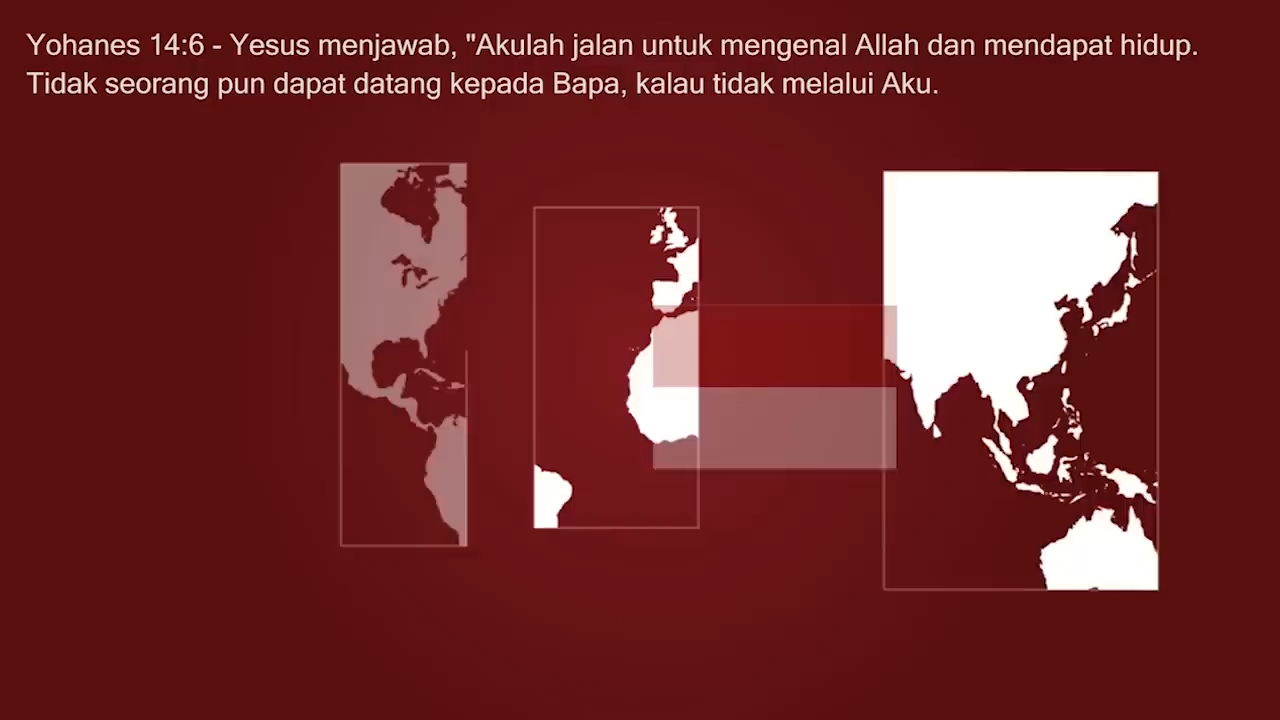 Yohanes 14:6 - Yesus menjawab, "Akulah jalan untuk mengenal Allah dan mendapat hidup.
Tidak seorang pun dapat datang kepada Bapa, kalau tidak melalui Aku.